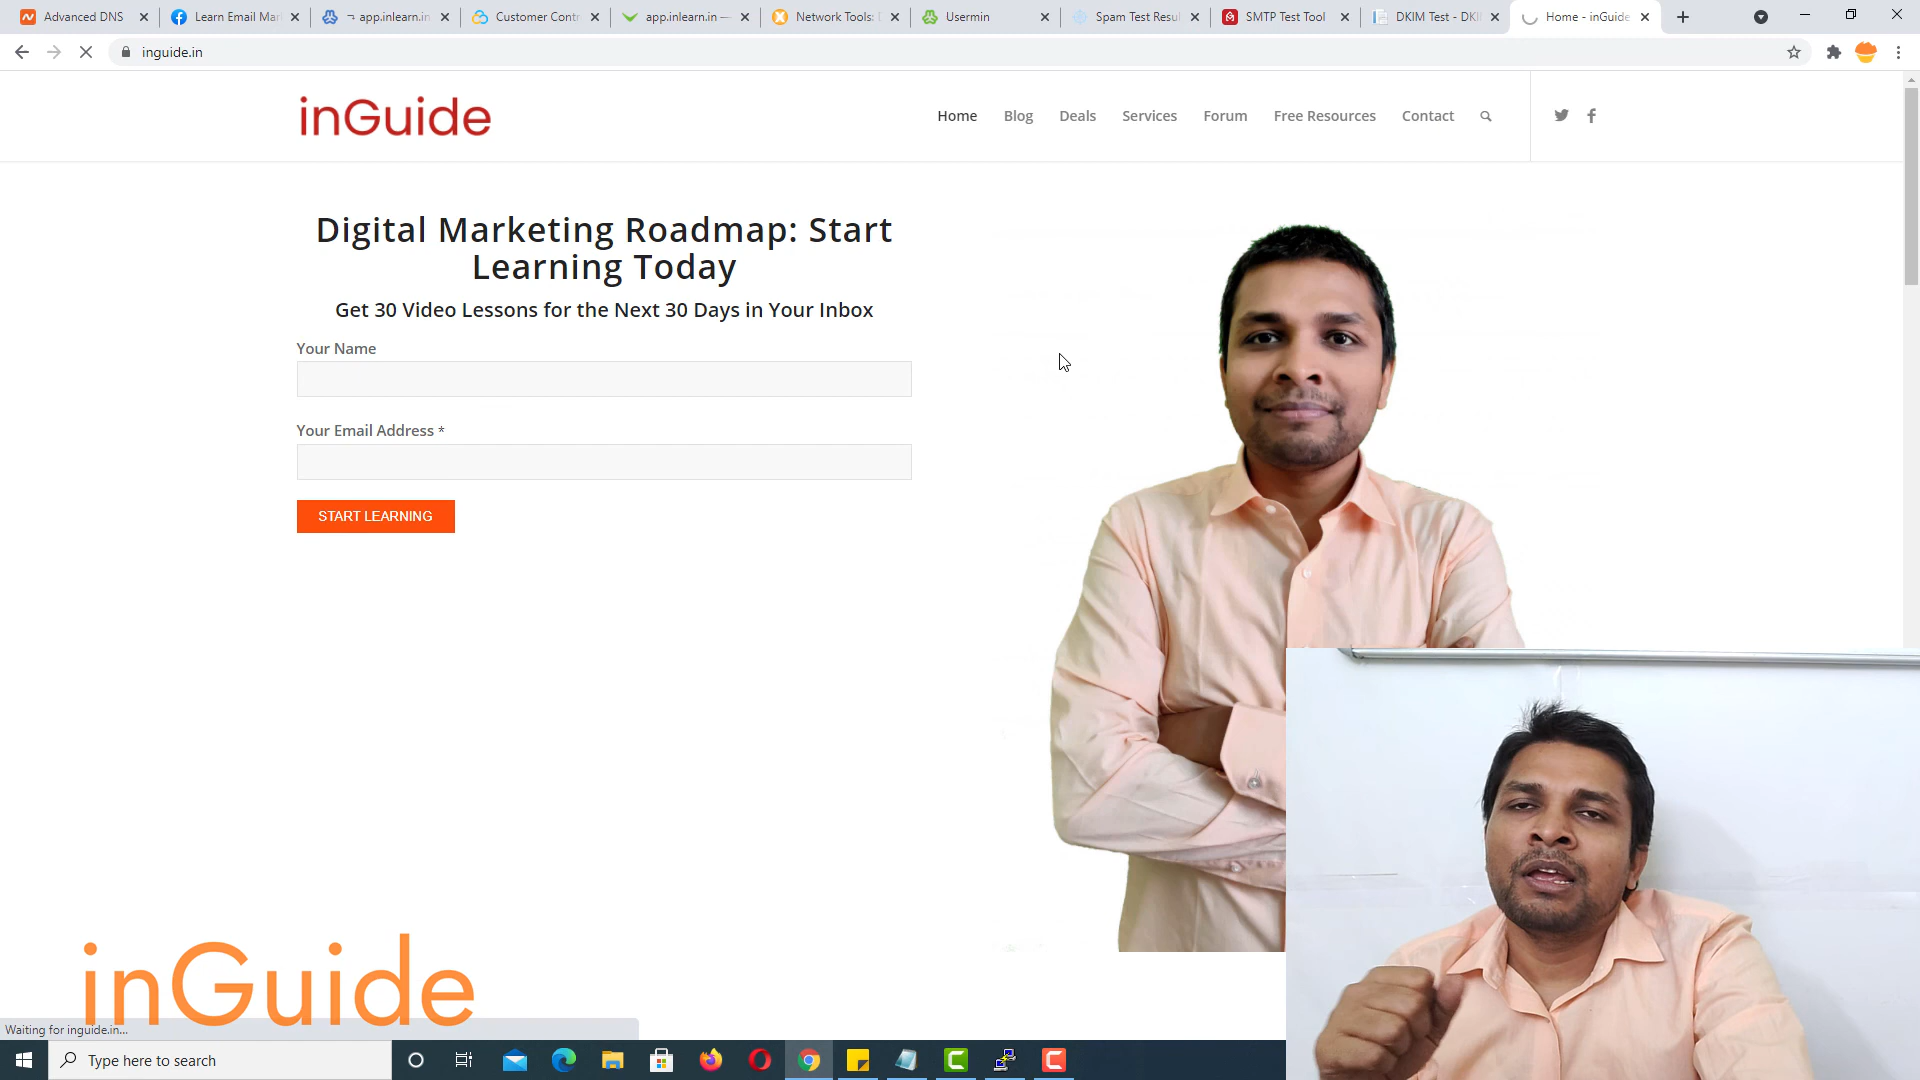 Advanced DNS
Learn Email Mar
app.inlearn.in
Customer Contr
app.inlearn.in —
Network Tools: D
Usermin
Spam Test Resul
SMTP Test Tool
DKIM Test - DKI
Home - inGuide
inguide.in
inGuide
Home
Blog
Deals
Services
Forum
Free Resources
Contact
Digital Marketing Roadmap: Start
Learning Today
Get 30 Video Lessons for the Next 30 Days in Your Inbox
Your Name
Your Email Address *
START LEARNING
inGuide
Waiting for inguide.in...
Type here to search